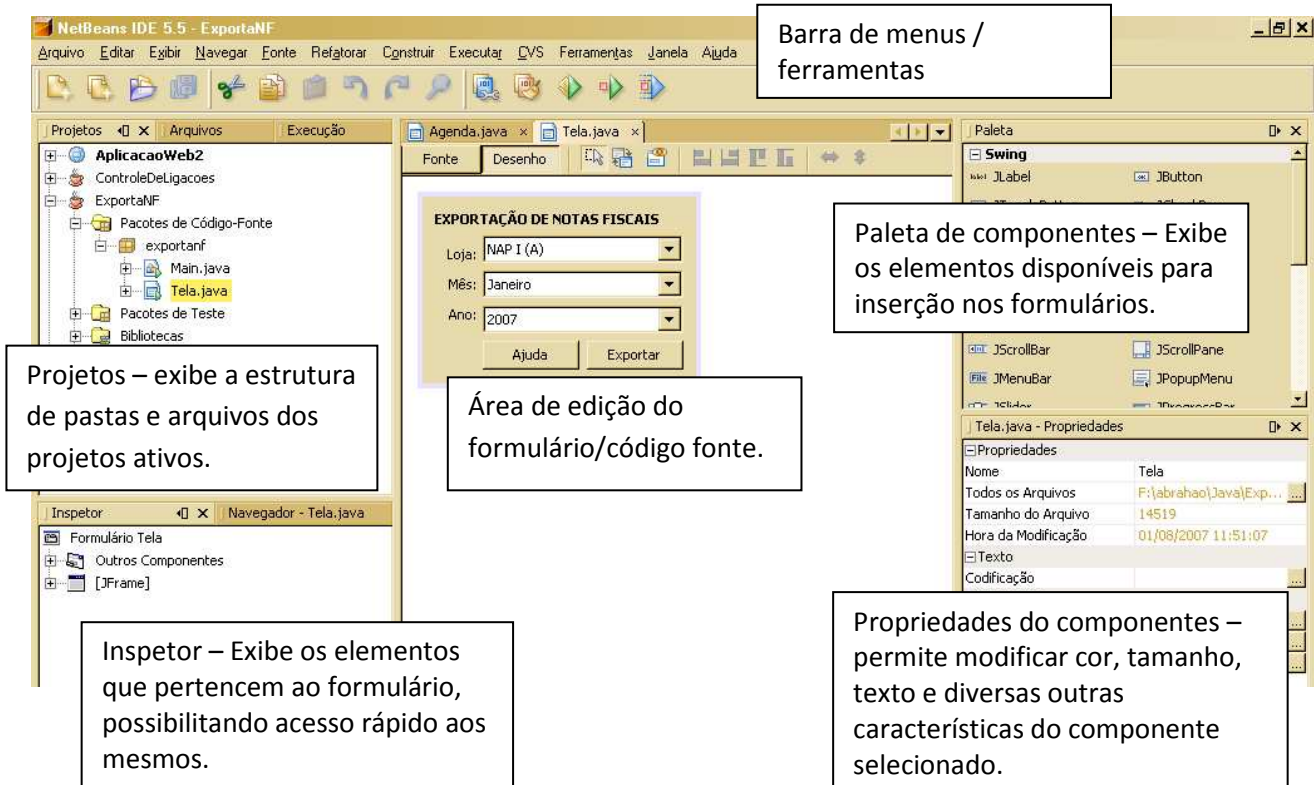 NetBeans IDE 5.5 - ExportaNF
Arquivo Editar Exibir Navegar Fonte Refatorar Construir Executar CVS Ferramentas Janela Ajuda
Barra de menus /
ferramentas
Projetos Arquivos Execução
AplicacaoWeb2
ControleDeLigacoes
ExportaNF
Pacotes de Código-Fonte
exportanf
Main.java
Tela.java
Pacotes de Teste
Bibliotecas
Projetos – exibe a estrutura
de pastas e arquivos dos
projetos ativos.
Inspetor Navegador - Tela.java
Formulário Tela
Outros Componentes
[JFrame]
Inspetor – Exibe os elementos
que pertencem ao formulário,
possibilitando acesso rápido aos
mesmos.
Agenda.java Tela.java
Fonte Desenho
EXPORTAÇÃO DE NOTAS FISCAIS
Loja: NAP I (A)
Mês: Janeiro
Ano: 2007
Ajuda Exportar
Área de edição do
formulário/código fonte.
Paleta
Swing
JLabel JButton
Paleta de componentes – Exibe
os elementos disponíveis para
inserção nos formulários.
JScrollBar JScrollPane
JMenuBar JPopupMenu
JSlider JProgressBar
Tela.java - Propriedades
Propriedades
Nome Tela
Todos os Arquivos F:\abrahao\Java\Exp... ...
Tamanho do Arquivo 14519
Hora da Modificação 01/08/2007 11:51:07
Texto
Codificação ...
...
...
...
Propriedades do componentes –
permite modificar cor, tamanho,
texto e diversas outras
características do componente
selecionado.